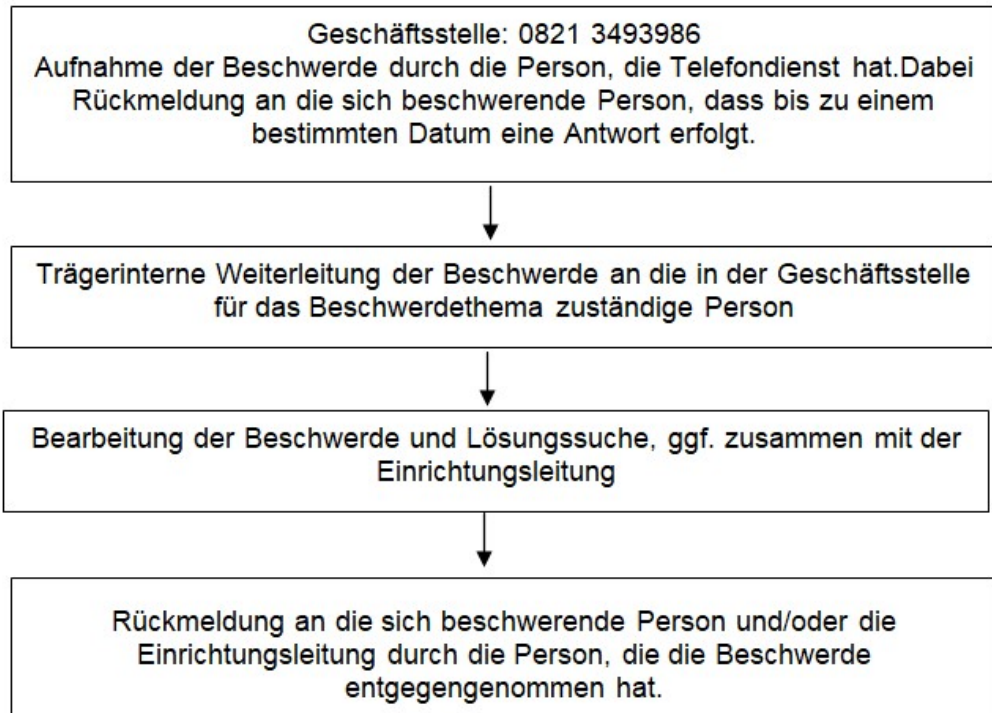 Geschäftsstelle: 0821 3493986
Aufnahme der Beschwerde durch die Person, die Telefondienst hat.Dabei
Rückmeldung an die sich beschwerende Person, dass bis zu einem
bestimmten Datum eine Antwort erfolgt.
Trägerinterne Weiterleitung der Beschwerde an die in der Geschäftsstelle
für das Beschwerdethema zuständige Person
Bearbeitung der Beschwerde und Lösungssuche, ggf. zusammen mit der
Einrichtungsleitung
Rückmeldung an die sich beschwerende Person und/oder die
Einrichtungsleitung durch die Person, die die Beschwerde
entgegengenommen hat.